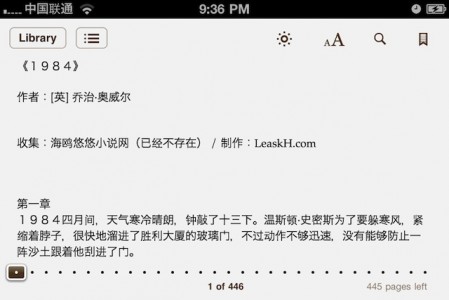 中国联通
9:36 PM
Library
AA
《１９８４》
作者：[英] 乔治·奥威尔
收集：海鸥悠悠小说网（已经不存在） / 制作：LeaskH.com
第一章
１９８４四月间，天气寒冷晴朗，钟敲了十三下。温斯顿·史密斯为了要躲寒风，紧
缩着脖子，很快地溜进了胜利大厦的玻璃门，不过动作不够迅速，没有能够防止一
阵沙土跟着他刮进了门。
1 of 446
445 pages left